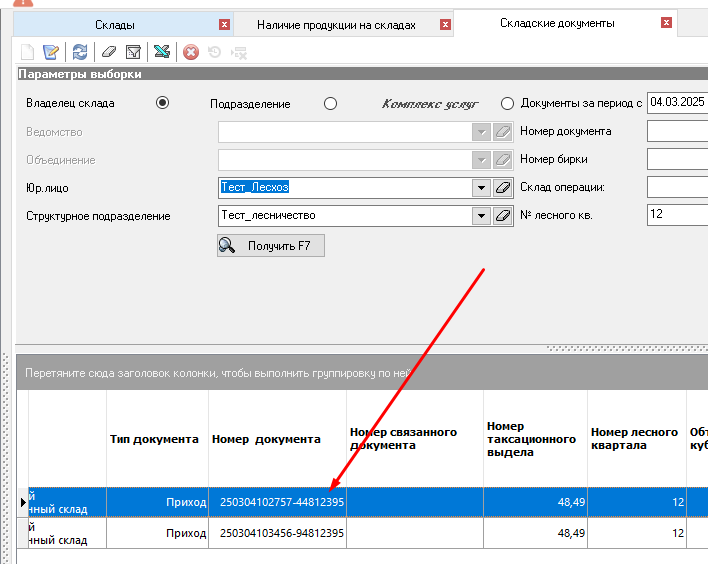 Склады
Наличие продукции на складах
Складские документы
Параметры выборки
Владелец склада
Подразделение
Комплекс услуг
Документы за период с
04.03.2025
Ведомство
Номер документа
Объединение
Номер бирки
Юр.лицо
Тест_Лесхоз
Склад операции:
Структурное подразделение
Тест_лесничество
№ лесного кв.
12
Получить F7
Перетяните сюда заголовок колонки, чтобы выполнить группировку по ней
Тип документа
Номер документа
Номер связанного
документа
Номер
таксационного
выдела
Номер лесного
квартала
Объ
куб
й
нный склад
Приход
250304102757-44812395
48,49
12
й
нный склад
Приход
250304103456-94812395
48,49
12